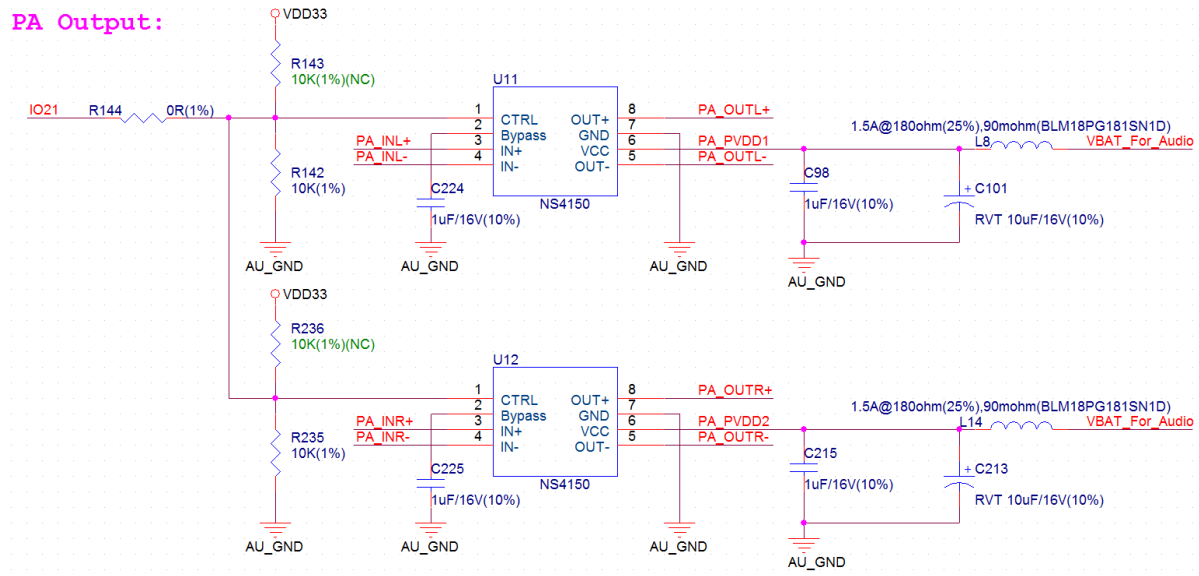 PA Output:
VDD33
R143
10K(1%)(NC)
IO21
R144
0R(1%)
R142
10K(1%)
AU_GND
U11
1
CTRL
2
Bypass
3
IN+
4
IN-
OUT+
8
GND
7
VCC
6
OUT-
5
NS4150
PA_INL+
PA_INL-
C224
1uF/16V(10%)
AU_GND
PA_OUTL+
PA_PVDD1
PA_OUTL-
AU_GND
1.5A@180ohm(25%),90mohm(BLM18PG181SN1D)
L8
VBAT_For_Audio
C98
1uF/16V(10%)
C101
+
RVT 10uF/16V(10%)
AU_GND
VDD33
R236
10K(1%)(NC)
R235
10K(1%)
AU_GND
U12
1
CTRL
2
Bypass
3
IN+
4
IN-
OUT+
8
GND
7
VCC
6
OUT-
5
NS4150
PA_INR+
PA_INR-
C225
1uF/16V(10%)
AU_GND
PA_OUTR+
PA_PVDD2
PA_OUTR-
AU_GND
1.5A@180ohm(25%),90mohm(BLM18PG181SN1D)
L14
VBAT_For_Audio
C215
1uF/16V(10%)
C213
+
RVT 10uF/16V(10%)
AU_GND